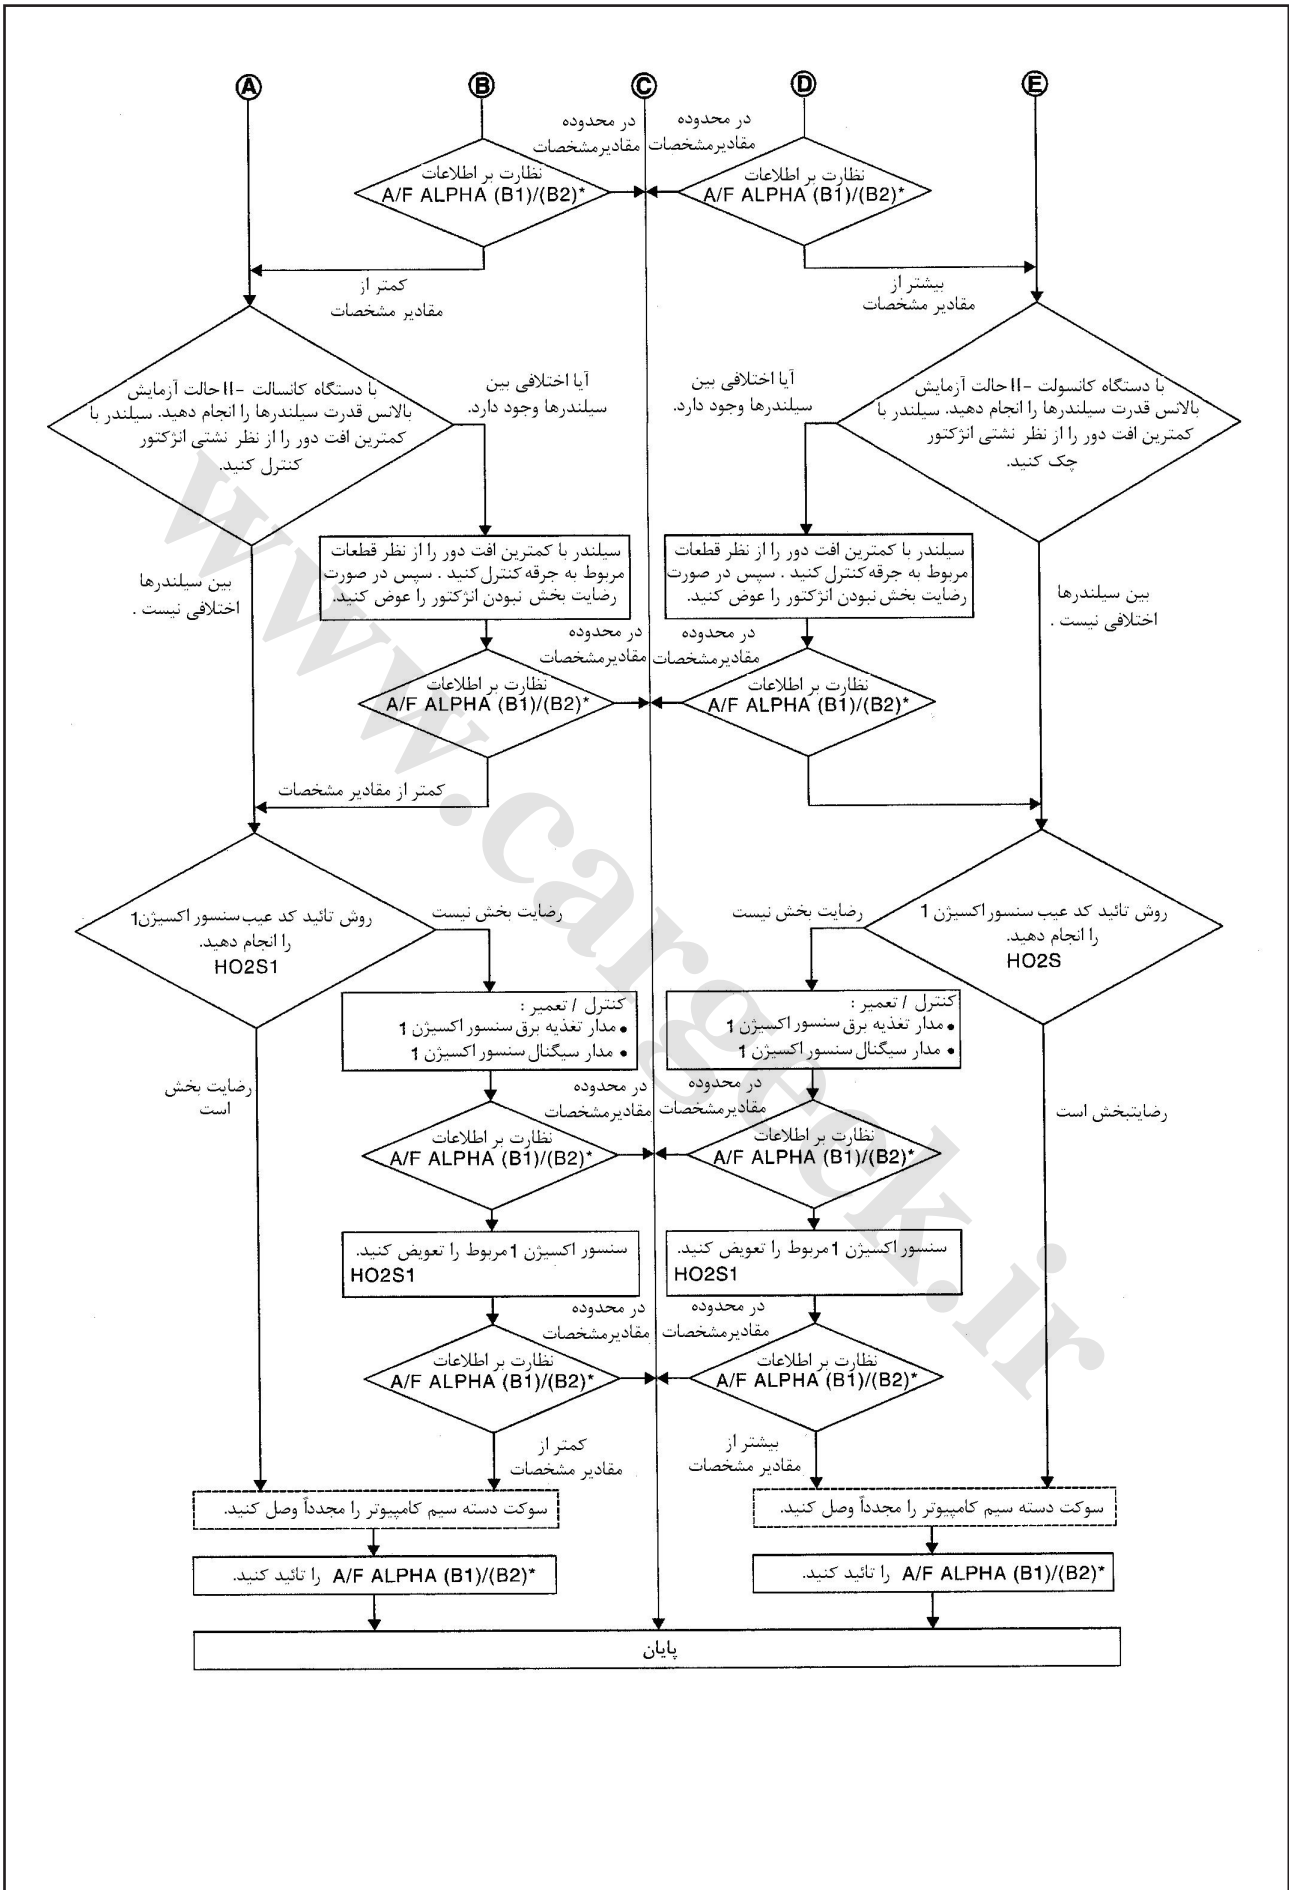 A B C D E
در محدوده
مقادیرمشخصات
در محدوده
مقادیرمشخصات
نظارت بر اطلاعات
A/F ALPHA (B1)/(B2)*
نظارت بر اطلاعات
A/F ALPHA (B1)/(B2)*
کمتر از
مقادیر مشخصات
بیشتر از
مقادیر مشخصات
با دستگاه کانسالت -II حالت آزمایش
بالانس قدرت سیلندرها را انجام دهید. سیلندر با
کمترین افت دور را از نظر نشتی انژکتور
کنترل کنید.
آیا اختلافی بین
سیلندرها وجود دارد.
آیا اختلافی بین
سیلندرها وجود دارد.
با دستگاه کانسولت -II حالت آزمایش
بالانس قدرت سیلندرها را انجام دهید. سیلندر با
کمترین افت دور را از نظر نشتی انژکتور
چک کنید.
سیلندر با کمترین افت دور را از نظر قطعات
مربوط به جرقه کنترل کنید . سپس در صورت
رضایت بخش نبودن انژکتور را عوض کنید.
سیلندر با کمترین افت دور را از نظر قطعات
مربوط به جرقه کنترل کنید . سپس در صورت
رضایت بخش نبودن انژکتور را عوض کنید.
بین سیلندرها
اختلافی نیست .
بین سیلندرها
اختلافی نیست .
در محدوده
مقادیرمشخصات
در محدوده
مقادیرمشخصات
نظارت بر اطلاعات
A/F ALPHA (B1)/(B2)*
نظارت بر اطلاعات
A/F ALPHA (B1)/(B2)*
کمتر از مقادیر مشخصات
روش تائید کد عیب سنسور اکسیژن 1
را انجام دهید.
HO2S1
رضایت بخش نیست
رضایت بخش نیست
روش تائید کد عیب سنسور اکسیژن 1
را انجام دهید.
HO2S
کنترل / تعمیر :
• مدار تغذیه برق سنسور اکسیژن 1
• مدار سیگنال سنسور اکسیژن 1
کنترل / تعمیر :
• مدار تغذیه برق سنسور اکسیژن 1
• مدار سیگنال سنسور اکسیژن 1
رضایت بخش
است
رضایتبخش است
در محدوده
مقادیرمشخصات
در محدوده
مقادیرمشخصات
نظارت بر اطلاعات
A/F ALPHA (B1)/(B2)*
نظارت بر اطلاعات
A/F ALPHA (B1)/(B2)*
سنسور اکسیژن 1 مربوط را تعویض کنید.
HO2S1
سنسور اکسیژن 1 مربوط را تعویض کنید.
HO2S1
در محدوده
مقادیرمشخصات
در محدوده
مقادیرمشخصات
نظارت بر اطلاعات
A/F ALPHA (B1)/(B2)*
نظارت بر اطلاعات
A/F ALPHA (B1)/(B2)*
کمتر از
مقادیر مشخصات
بیشتر از
مقادیر مشخصات
سوکت دسته سیم کامپیوتر را مجدداً وصل کنید.
سوکت دسته سیم کامپیوتر را مجدداً وصل کنید.
A/F ALPHA (B1)/(B2)* را تائید کنید.
A/F ALPHA (B1)/(B2)* را تائید کنید.
پایان
www.cargeek.ir